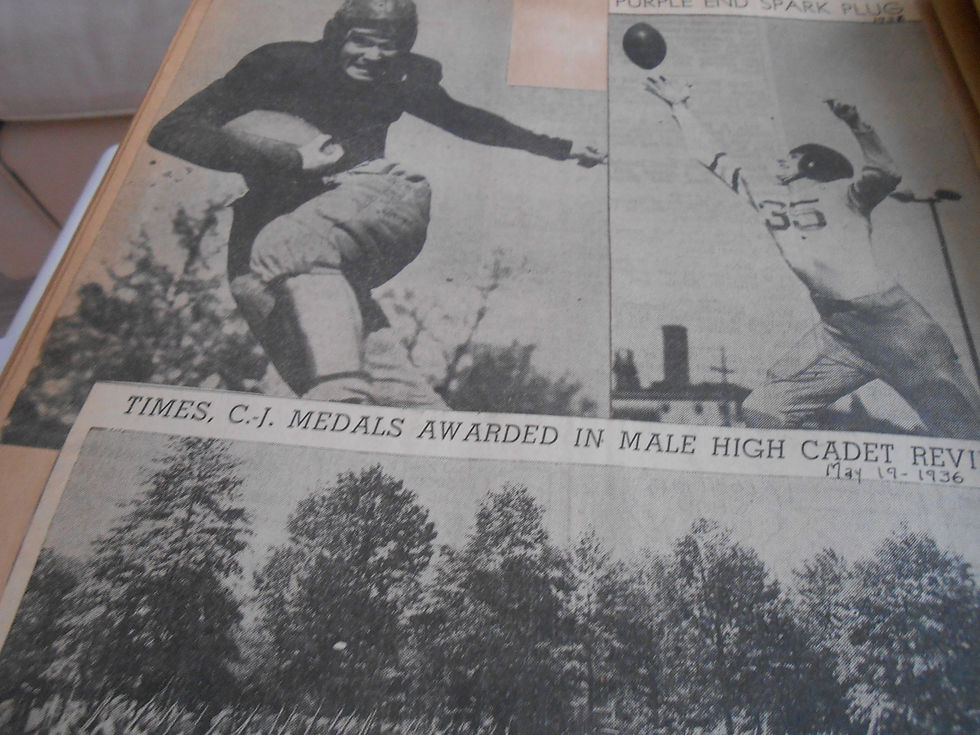 PURPLE END SPARK PLUG
35
TIMES, C.-J. MEDALS AWARDED IN MALE HIGH CADET REVI
May 19-1936